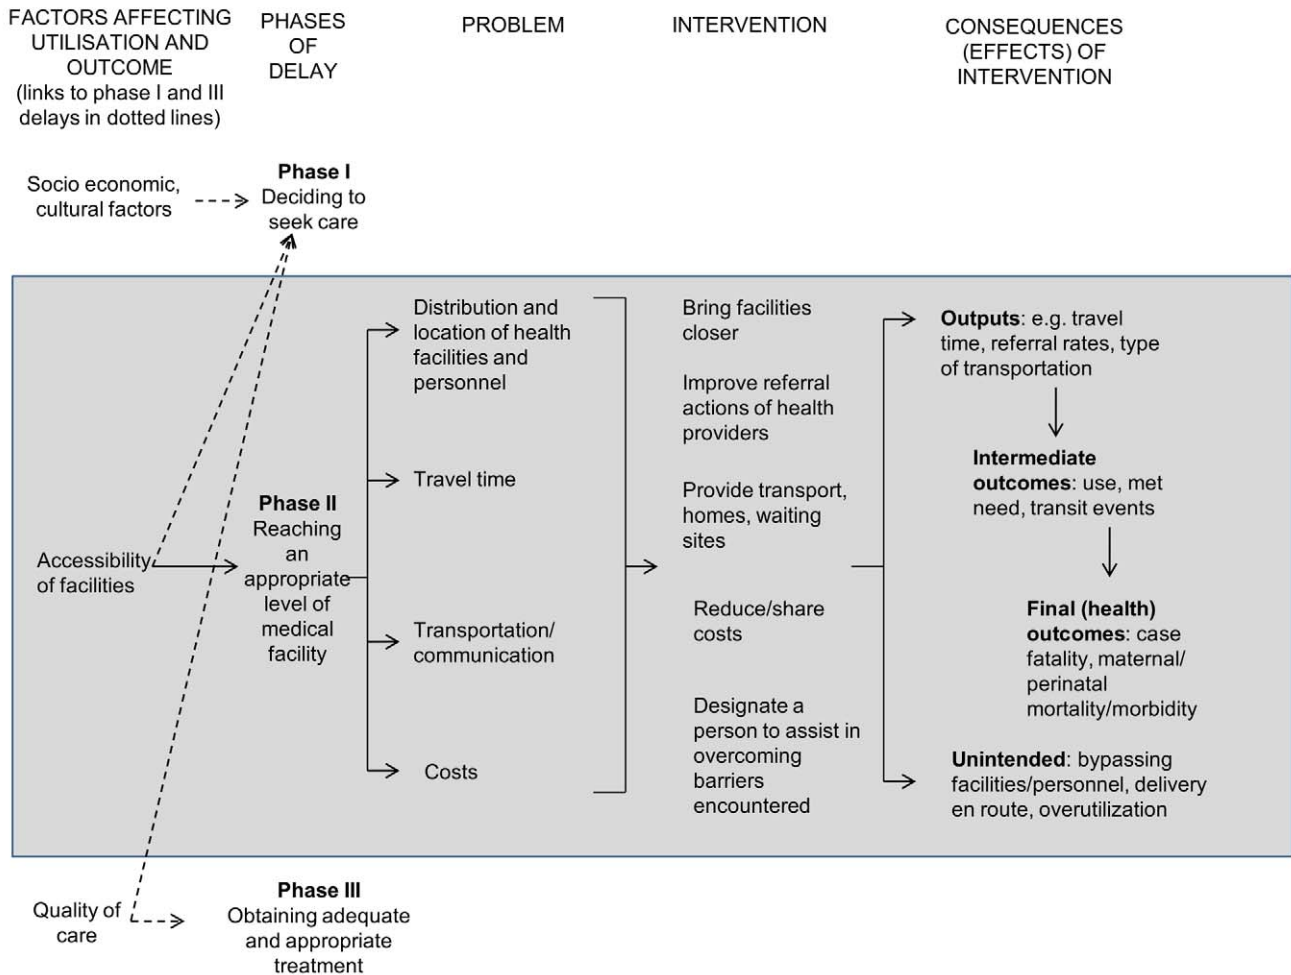 FACTORS AFFECTING
UTILISATION AND
OUTCOME
(links to phase I and III
delays in dotted lines)
PHASES
OF
DELAY
PROBLEM
INTERVENTION
CONSEQUENCES
(EFFECTS) OF
INTERVENTION
Socio economic,
cultural factors
Phase I
Deciding to
seek care
Accessibility
of facilities
Phase II
Reaching
an
appropriate
level of
medical
facility
Distribution and
location of health
facilities and
personnel
Travel time
Transportation/
communication
Costs
Bring facilities
closer
Improve referral
actions of health
providers
Provide transport,
homes, waiting
sites
Reduce/share
costs
Designate a
person to assist in
overcoming
barriers
encountered
Outputs: e.g. travel
time, referral rates, type
of transportation
Intermediate
outcomes: use, met
need, transit events
Final (health)
outcomes: case
fatality, maternal/
perinatal
mortality/morbidity
Unintended: bypassing
facilities/personnel, delivery
en route, overutilization
Quality of
care
Phase III
Obtaining adequate
and appropriate
treatment